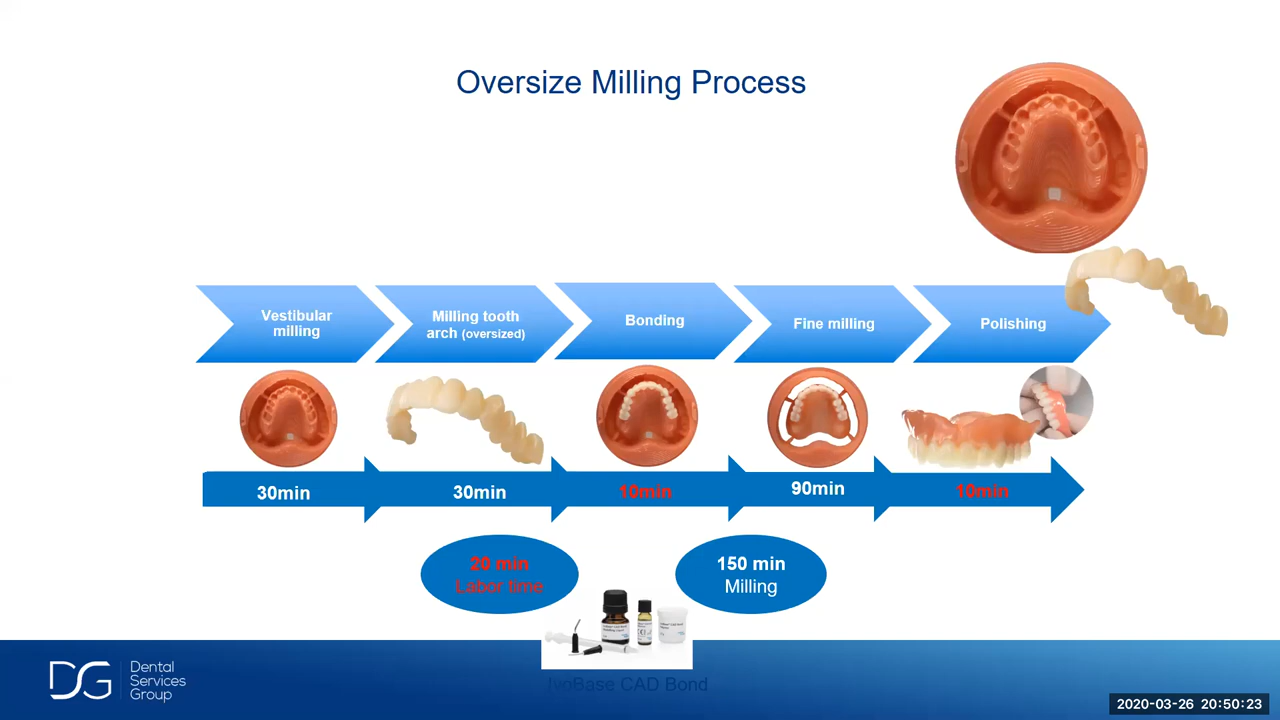 Oversize Milling Process
Vestibular
milling
Milling tooth
arch (oversized)
Bonding
Fine milling
Polishing
30min
30min
10min
90min
10min
20 min
Labor time
150 min
Milling
IvoBase CAD Bond
DG
Dental
Services
Group
2020-03-26 20:50:23